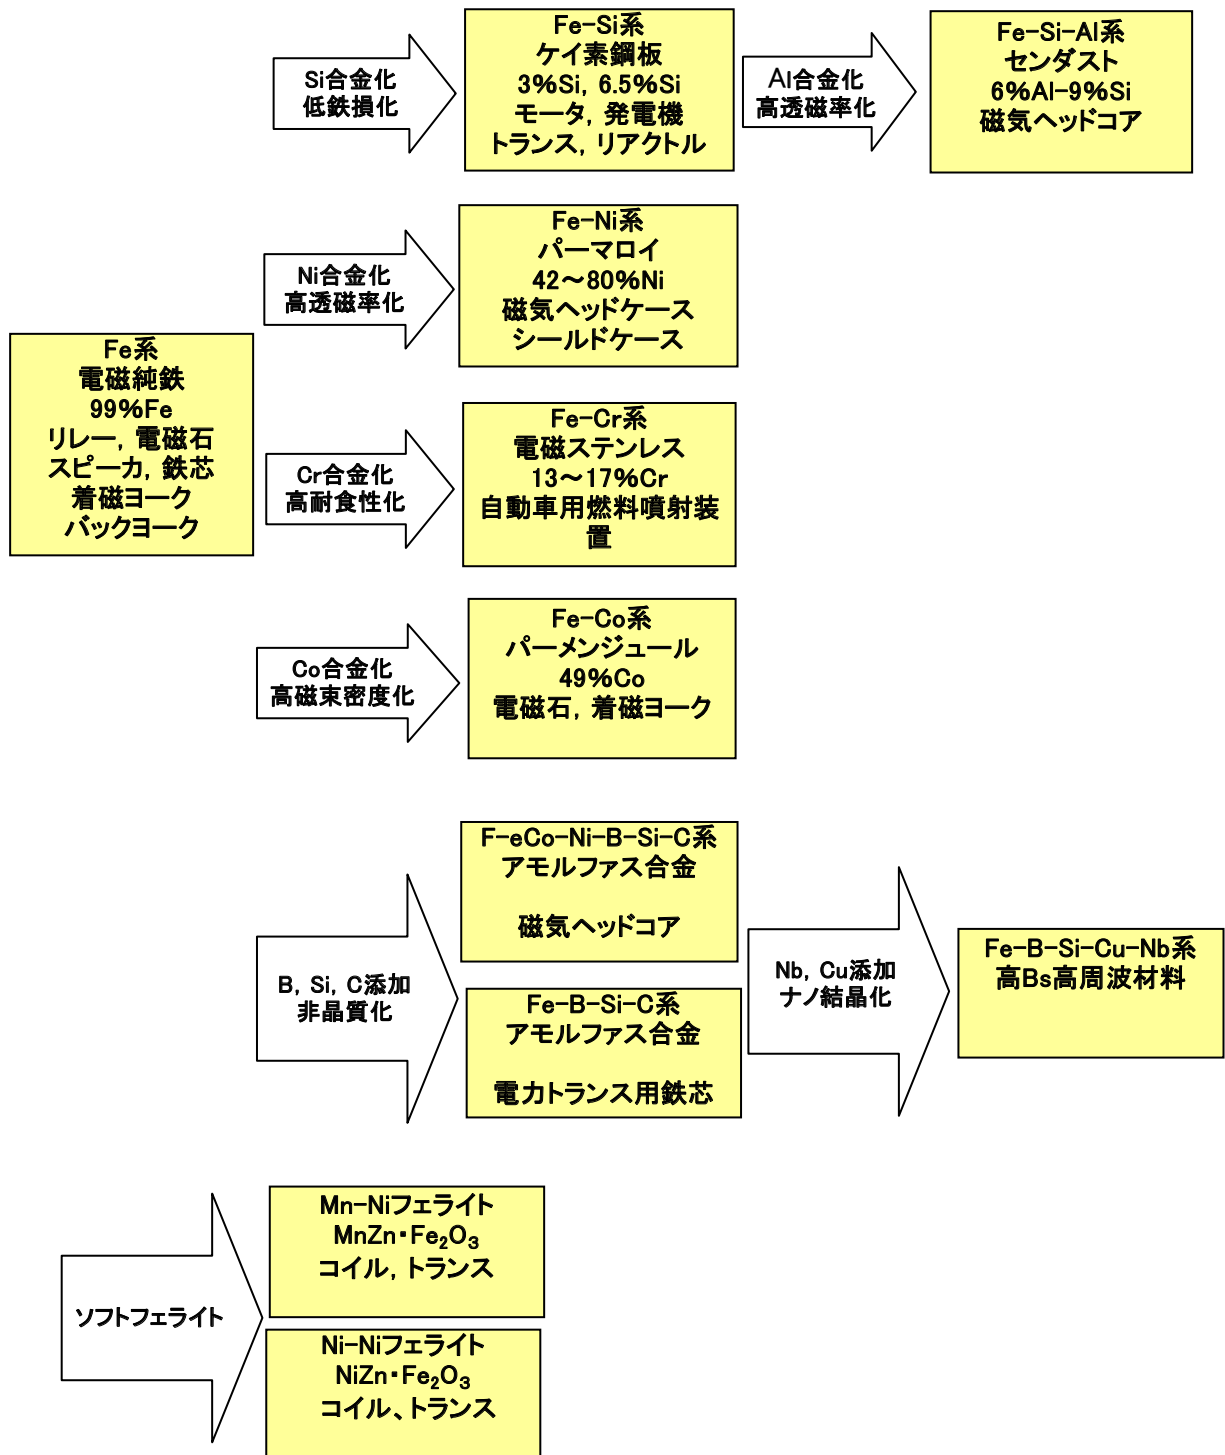 Fe系
電磁純鉄
99%Fe
リレー, 電磁石
スピーカ, 鉄芯
着磁ヨーク
バックヨーク
Si合金化
低鉄損化
Fe-Si系
ケイ素鋼板
3%Si, 6.5%Si
モータ, 発電機
トランス, リアクトル
Al合金化
高透磁率化
Fe-Si-Al系
センダスト
6%Al-9%Si
磁気ヘッドコア
Ni合金化
高透磁率化
Fe-Ni系
パーマロイ
42～80%Ni
磁気ヘッドケース
シールドケース
Cr合金化
高耐食性化
Fe-Cr系
電磁ステンレス
13～17%Cr
自動車用燃料噴射装
置
Co合金化
高磁束密度化
Fe-Co系
パーメンジュール
49%Co
電磁石, 着磁ヨーク
B, Si, C添加
非晶質化
F-eCo-Ni-B-Si-C系
アモルファス合金
磁気ヘッドコア
Fe-B-Si-C系
アモルファス合金
電力トランス用鉄芯
Nb, Cu添加
ナノ結晶化
Fe-B-Si-Cu-Nb系
高Bs高周波材料
ソフトフェライト
Mn-Niフェライト
MnZn・Fe₂O₃
コイル, トランス
Ni-Niフェライト
NiZn・Fe₂O₃
コイル、トランス